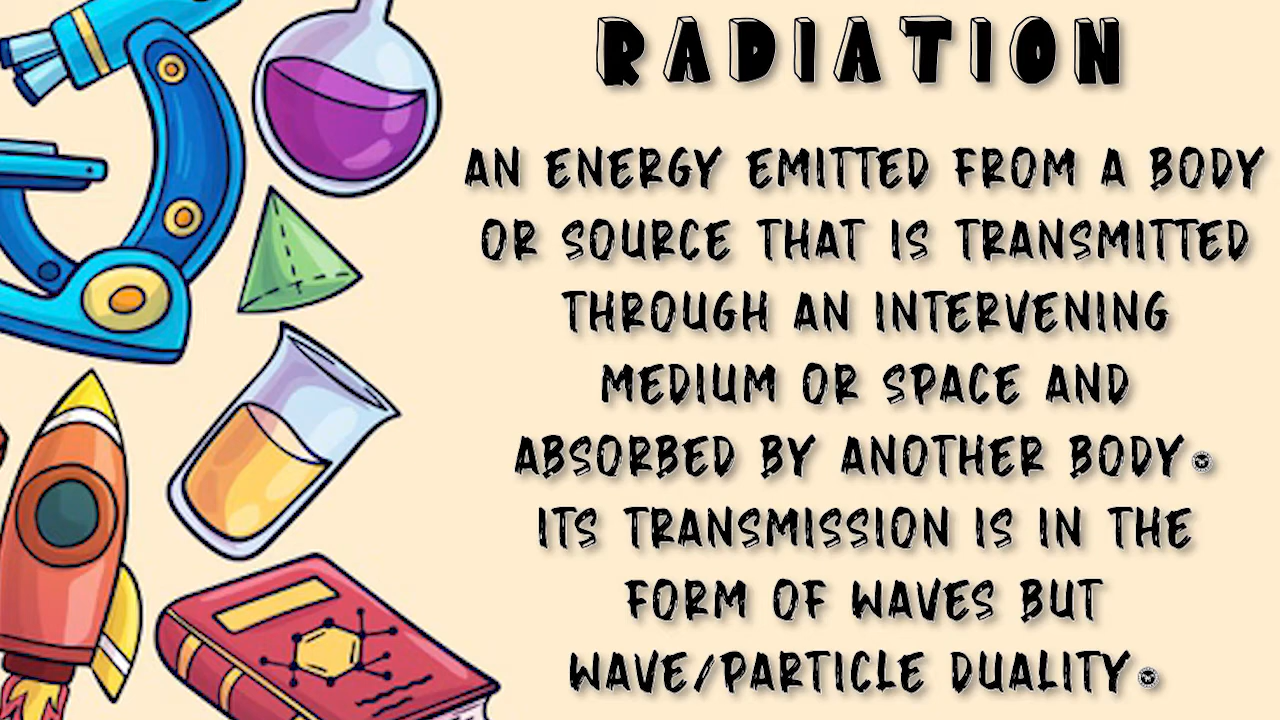 RADIATION
AN ENERGY EMITTED FROM A BODY
OR SOURCE THAT IS TRANSMITTED
THROUGH AN INTERVENING
MEDIUM OR SPACE AND
ABSORBED BY ANOTHER BODY.
ITS TRANSMISSION IS IN THE
FORM OF WAVES BUT
WAVE/PARTICLE DUALITY.